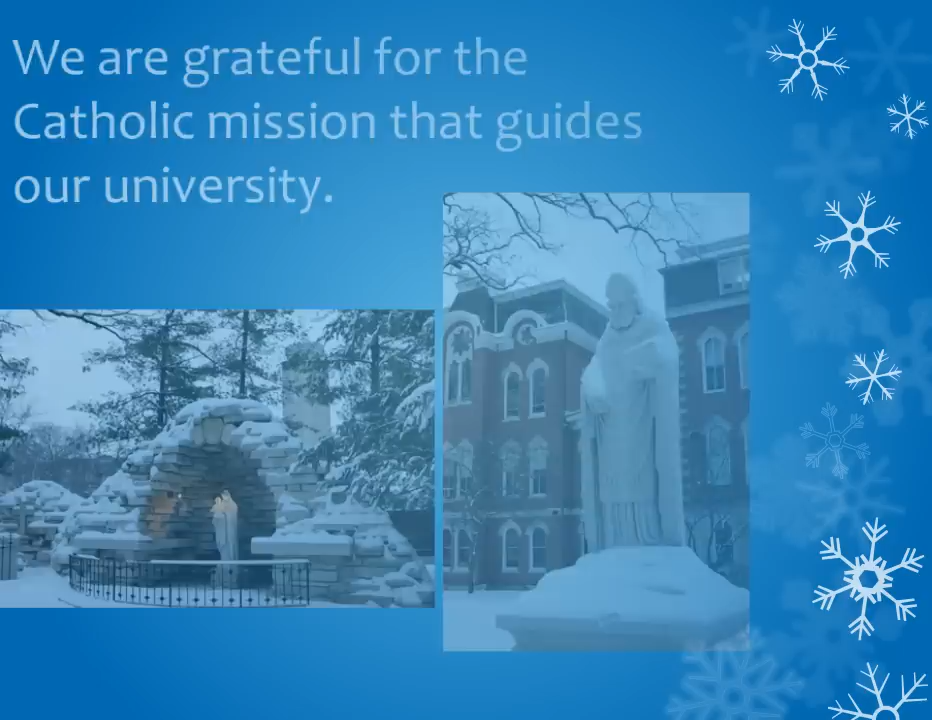 We are grateful for the
Catholic mission that guides
our university.